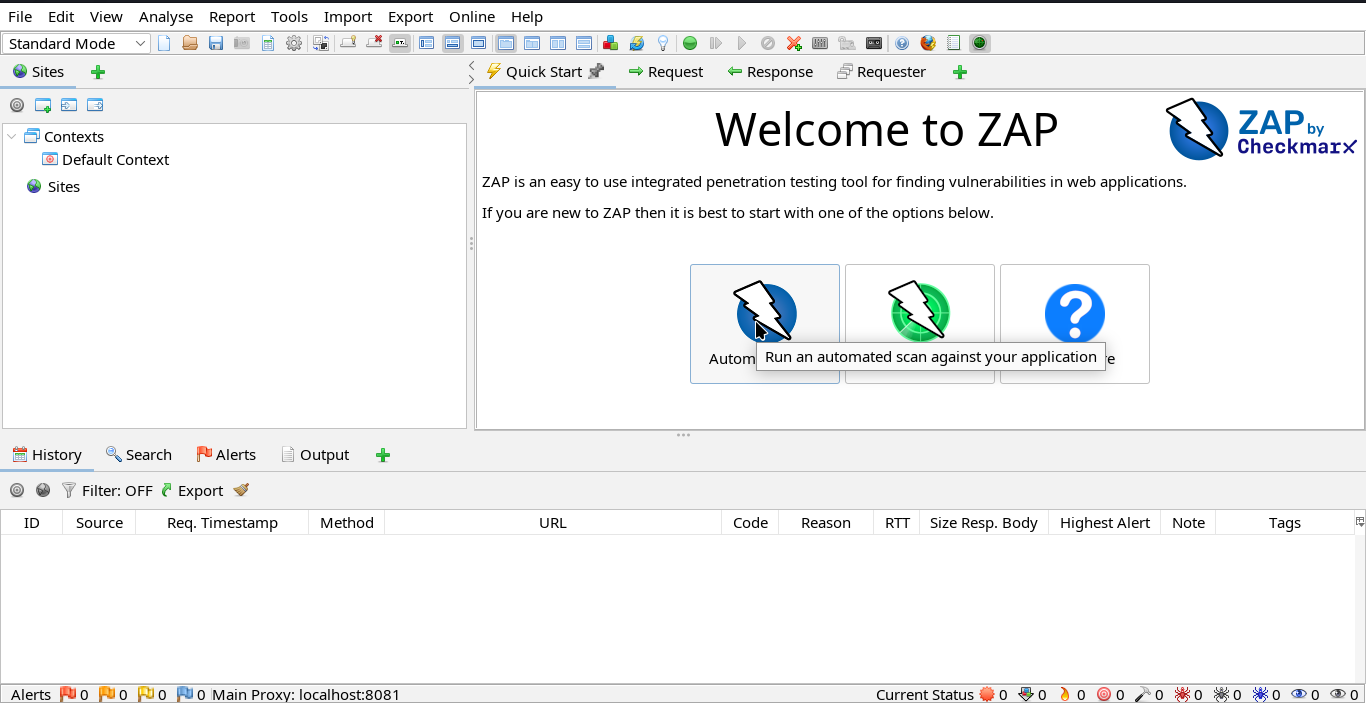 File Edit View Analyse Report Tools Import Export Online Help
Standard Mode
Sites
Quick Start Request Response Requester
Contexts
Default Context
Sites
Welcome to ZAP
ZAP by
Checkmarx
ZAP is an easy to use integrated penetration testing tool for finding vulnerabilities in web applications.
If you are new to ZAP then it is best to start with one of the options below.
?
Run an automated scan against your application
History Search Alerts Output
Filter: OFF Export
ID Source Req. Timestamp Method URL Code Reason RTT Size Resp. Body Highest Alert Note Tags
Alerts 0 0 0 0 Main Proxy: localhost:8081 Current Status 0 0 0 0 0 0 0 0 0 0